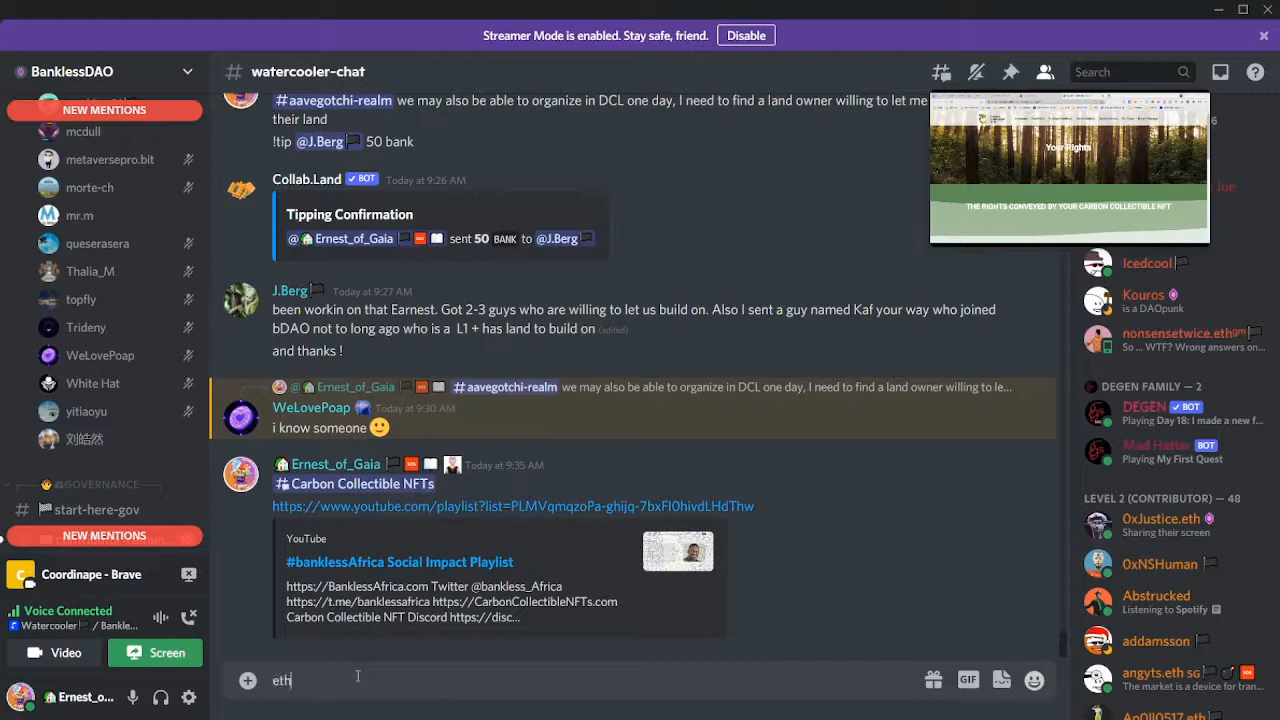 Streamer Mode is enabled. Stay safe, friend. Disable
BanklessDAO
# watercooler-chat
Search
NEW MENTIONS
mcdull
metaversepro.bit
morte-ch
mr.m
queserasera
Thalia_M
topfly
Trideny
WeLovePoap
White Hat
yitiaoyu
刘皓然
GOVERNANCE
# start-here-gov
NEW MENTIONS
Coordinape - Brave
Voice Connected
Watercooler / Bankle...
Video
Screen
Ernest_o...
# aavegotchi-realm we may also be able to organize in DCL one day, I need to find a land owner willing to let me
their land
!tip @J.Berg 50 bank
Collab.Land BOT Today at 9:26 AM
Tipping Confirmation
@ Ernest_of_Gaia SOS sent 50 BANK to @J.Berg
J.Berg Today at 9:27 AM
been workin on that Earnest. Got 2-3 guys who are willing to let us build on. Also I sent a guy named Kaf your way who joined
bDAO not to long ago who is a L1 + has land to build on (edited)
and thanks !
@ Ernest_of_Gaia SOS # aavegotchi-realm we may also be able to organize in DCL one day, I need to find a land owner willing to le...
WeLovePoap Today at 9:30 AM
i know someone
Ernest_of_Gaia SOS Today at 9:35 AM
# Carbon Collectible NFTs
https://www.youtube.com/playlist?list=PLMVqmqzoPa-ghijq-7bxFI0hivdLHdThw
YouTube
#banklessAfrica Social Impact Playlist
https://BanklessAfrica.com Twitter @bankless_Africa
https://t.me/banklessafrica https://CarbonCollectibleNFTs.com
Carbon Collectible NFT Discord https://disc...
eth
GIF
Your Rights
THE RIGHTS CONVEYED BY YOUR CARBON COLLECTIBLE NFT
Icedcool
Kouros
is a DAOpunk
nonsensetwice.eth gm
So ... WTF? Wrong answers on...
DEGEN FAMILY — 2
DEGEN BOT
Playing Day 18: I made a new f...
Mad Hatter BOT
Playing My First Quest
LEVEL 2 (CONTRIBUTOR) — 48
0xJustice.eth
Sharing their screen
0xNSHuman
Abstrucked
Listening to Spotify
addamsson
angyts.eth sg SOS
The market is a device for tran...
Ap0ll0517.eth